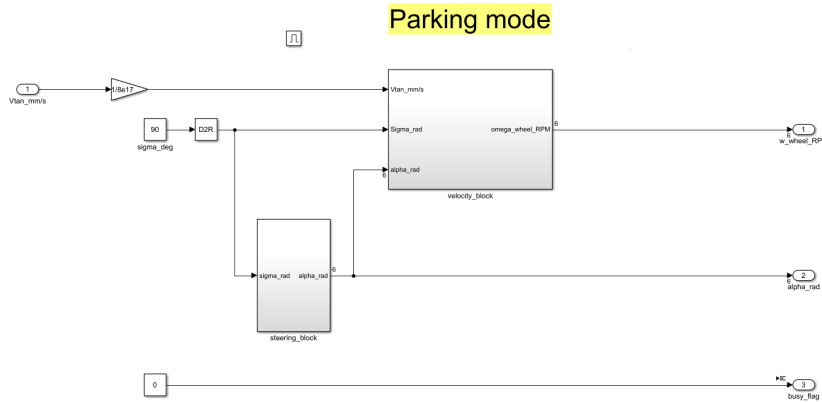 Parking mode
1
Vtan_mm/s
1/8e17
90
sigma_deg
D2R
Vtan_mm/s
Sigma_rad
alpha_rad
6
omega_wheel_RPM
6
velocity_block
1
6
w_wheel_RP
sigma_rad
alpha_rad
6
steering_block
2
6
alpha_rad
0
IC
3
busy_flag